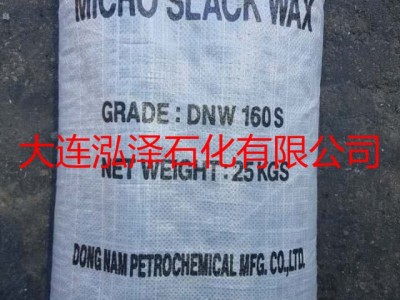 MICRO SLACK WAX
GRADE : DNW 160 S
大连泓泽石化有限公司
NET WEIGHT : 25 KGS
DONG NAM PETROCHEMICAL MFG. CO.,LTD.